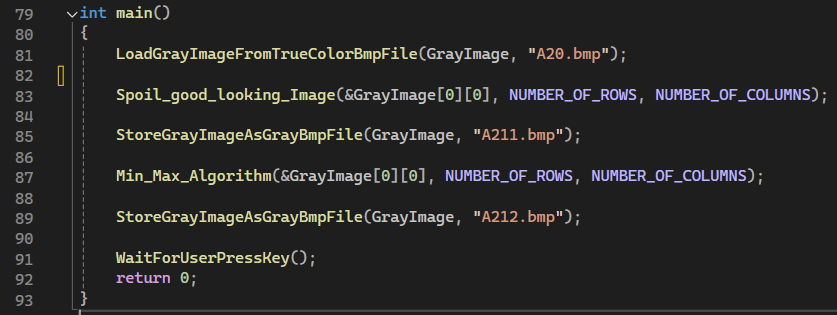 79 int main()
80 {
81 LoadGrayImageFromTrueColorBmpFile(GrayImage, "A20.bmp");
82
83 Spoil_good_looking_Image(&GrayImage[0][0], NUMBER_OF_ROWS, NUMBER_OF_COLUMNS);
84
85 StoreGrayImageAsGrayBmpFile(GrayImage, "A211.bmp");
86
87 Min_Max_Algorithm(&GrayImage[0][0], NUMBER_OF_ROWS, NUMBER_OF_COLUMNS);
88
89 StoreGrayImageAsGrayBmpFile(GrayImage, "A212.bmp");
90
91 WaitForUserPressKey();
92 return 0;
93 }